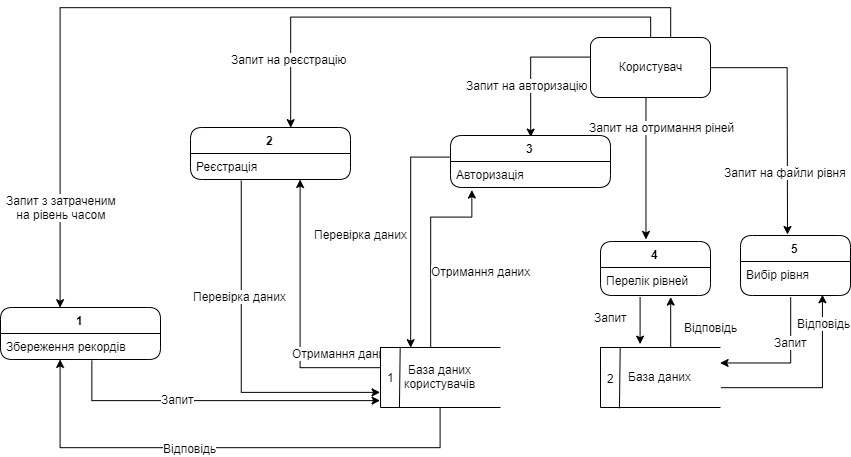 Запит на реєстрацію
Користувач
Запит на авторизацію
Запит на отримання ріней
2
Реєстрація
3
Авторизація
Запит на файли рівня
Запит з затраченим
на рівень часом
Перевірка даних
Отримання даних
4
Перелік рівней
5
Вибір рівня
Перевірка даних
1
Збереження рекордів
Запит
Відповідь
Відповідь
Запит
Отримання дани
1
База даних
користувачів
2
База даних
Запит
Відповідь